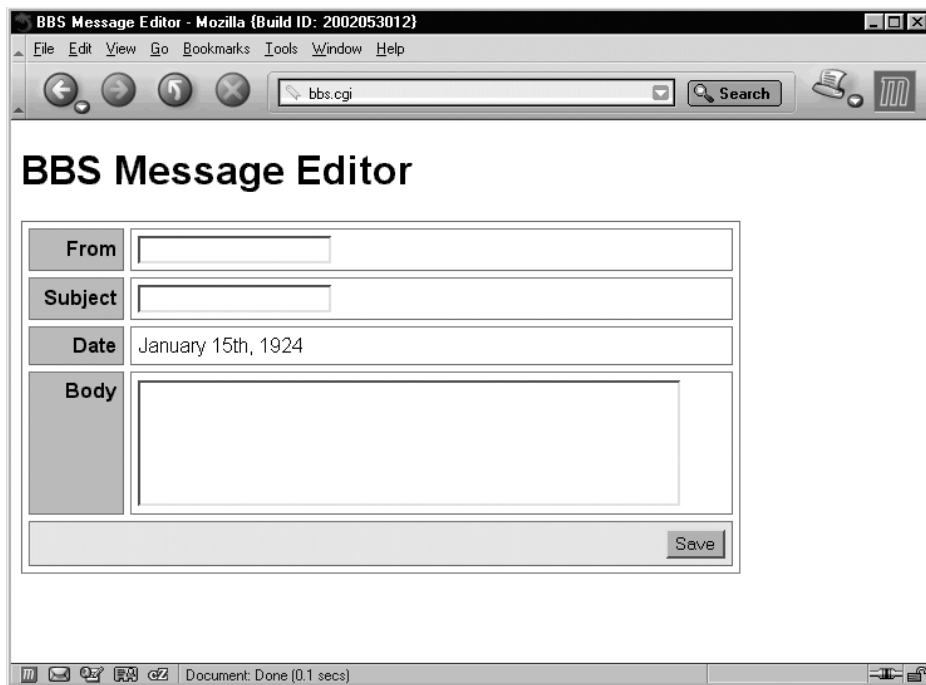 BBS Message Editor - Mozilla {Build ID: 2002053012}
File Edit View Go Bookmarks Tools Window Help
bbs.cgi Search
BBS Message Editor
From
Subject
Date January 15th, 1924
Body
Save
Document: Done (0.1 secs)